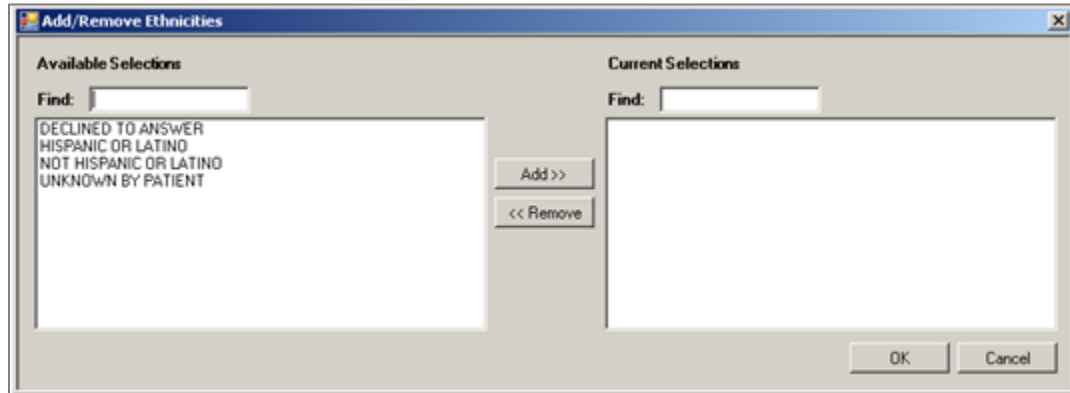 Add/Remove Ethnicities
Available Selections
Current Selections
Find:
Find:
DECLINED TO ANSWER
HISPANIC OR LATINO
NOT HISPANIC OR LATINO
UNKNOWN BY PATIENT
Add >>
<< Remove
OK
Cancel